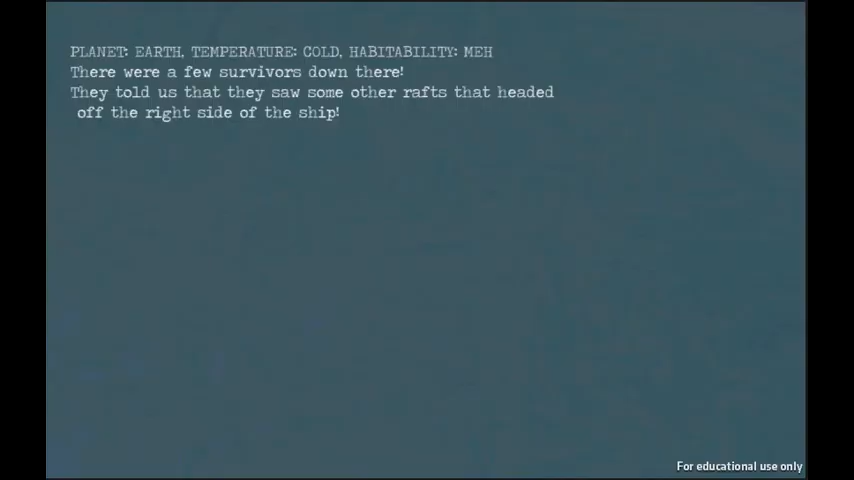 PLANET: EARTH, TEMPERATURE: COLD, HABITABILITY: MEH
There were a few survivors down there!
They told us that they saw some other rafts that headed
off the right side of the ship!
For educational use only